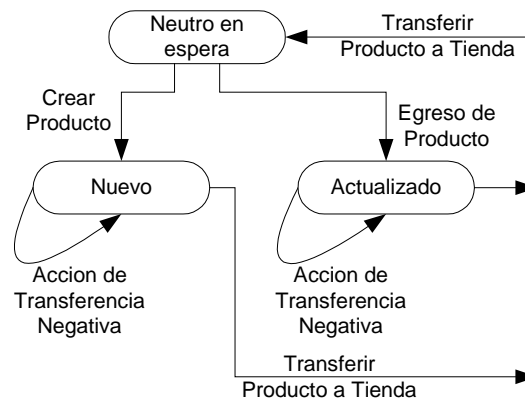 Neutro en
espera
Transferir
Producto a Tienda
Crear
Producto
Egreso de
Producto
Nuevo
Actualizado
Accion de
Transferencia
Negativa
Accion de
Transferencia
Negativa
Transferir
Producto a Tienda